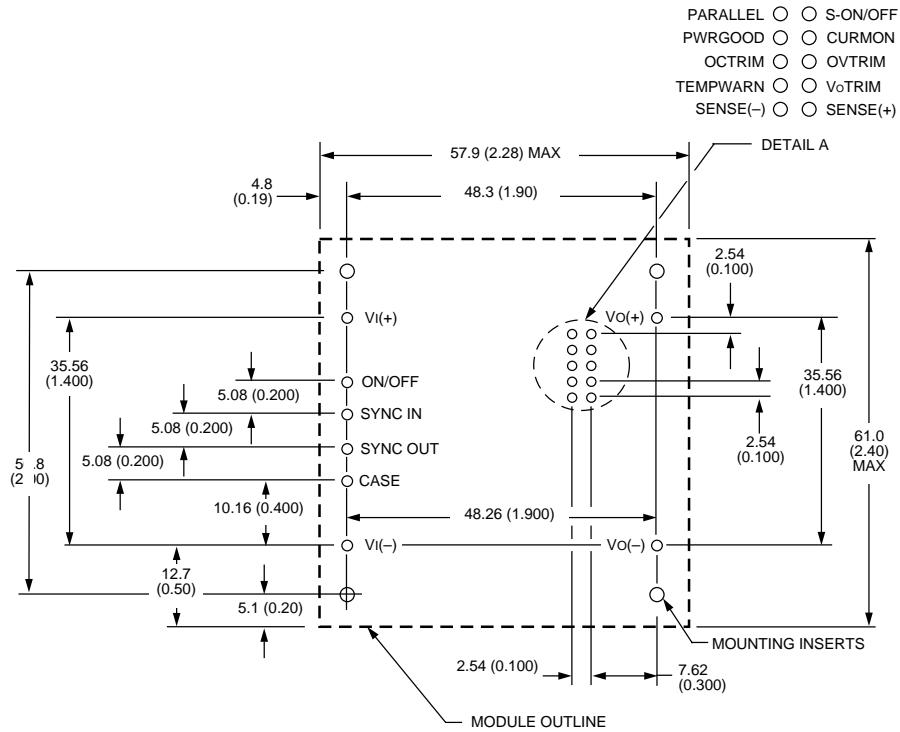 PARALLEL S-ON/OFF
PWRGOOD CURMON
OCTRIM OVTRIM
TEMPWARN VOTRIM
SENSE(–) SENSE(+)
DETAIL A
57.9 (2.28) MAX
4.8
(0.19)
48.3 (1.90)
2.54
(0.100)
VI(+)
VO(+)
35.56
(1.400)
ON/OFF
5.08 (0.200)
SYNC IN
5.08 (0.200)
SYNC OUT
5.08 (0.200)
CASE
35.56
(1.400)
61.0
(2.40)
MAX
2.54
(0.100)
10.16 (0.400)
48.26 (1.900)
VI(–)
VO(–)
12.7
(0.50)
5.1 (0.20)
MOUNTING INSERTS
2.54 (0.100)
7.62
(0.300)
MODULE OUTLINE